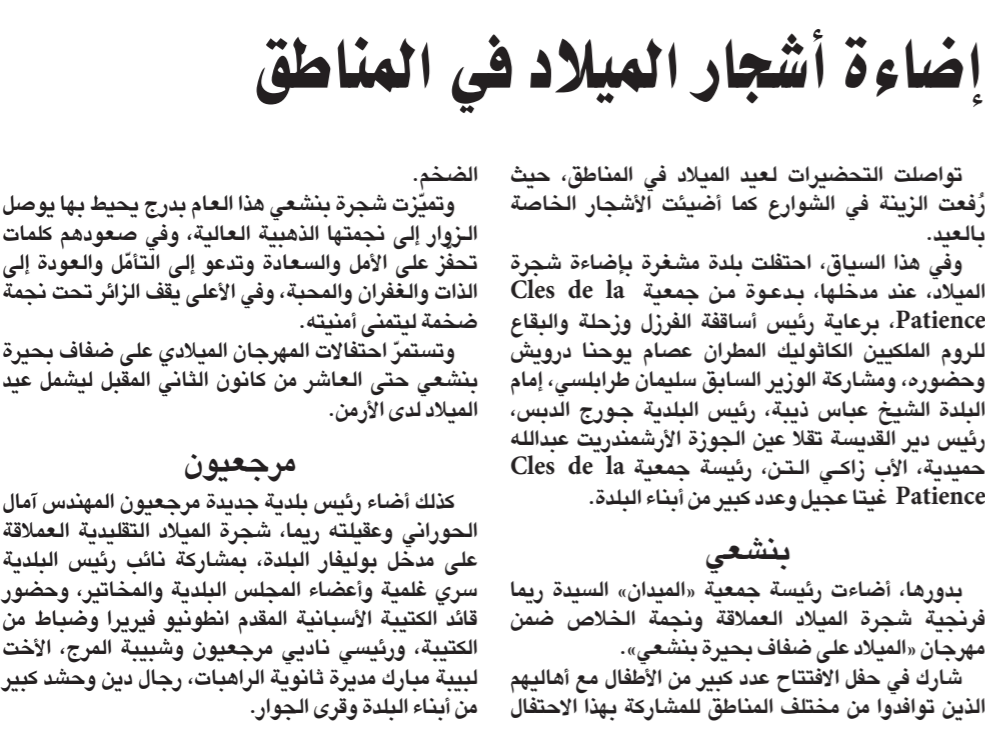 إضاءة أشجار الميلاد في المناطق
تواصلت التحضيرات لعيد الميلاد في المناطق، حيث
رُفعت الزينة في الشوارع كما أضيئت الأشجار الخاصة
بالعيد.
وفي هذا السياق، احتفلت بلدة مشغرة بإضاءة شجرة
الميلاد، عند مدخلها، بدعوة من جمعية Cles de la
Patience، برعاية رئيس أساقفة الفرزل وزحلة والبقاع
للروم الملكيين الكاثوليك المطران عصام يوحنا درويش
وحضوره، ومشاركة الوزير السابق سليمان طرابلسي، إمام
البلدة الشيخ عباس ذيبة، رئيس البلدية جورج الدبس،
رئيس دير القديسة تقلا عين الجوزة الأرشمندريت عبدالله
حميدية، الأب زاكي التن، رئيسة جمعية Cles de la
Patience غيتا عجيل وعدد كبير من أبناء البلدة.
بنشعي
بدورها، أضاءت رئيسة جمعية «الميدان» السيدة ريما
فرنجية شجرة الميلاد العملاقة ونجمة الخلاص ضمن
مهرجان «الميلاد على ضفاف بحيرة بنشعي».
شارك في حفل الافتتاح عدد كبير من الأطفال مع أهاليهم
الذين توافدوا من مختلف المناطق للمشاركة بهذا الاحتفال
الضخم.
وتميّزت شجرة بنشعي هذا العام بدرج يحيط بها يوصل
الزوار إلى نجمتها الذهبية العالية، وفي صعودهم كلمات
تحفّز على الأمل والسعادة وتدعو إلى التأمّل والعودة إلى
الذات والغفران والمحبة، وفي الأعلى يقف الزائر تحت نجمة
ضخمة ليتمنى أمنيته.
وتستمرّ احتفالات المهرجان الميلادي على ضفاف بحيرة
بنشعي حتى العاشر من كانون الثاني المقبل ليشمل عيد
الميلاد لدى الأرمن.
مرجعيون
كذلك أضاء رئيس بلدية جديدة مرجعيون المهندس آمال
الحوراني وعقيلته ريما، شجرة الميلاد التقليدية العملاقة
على مدخل بوليفار البلدة، بمشاركة نائب رئيس البلدية
سري غلمية وأعضاء المجلس البلدية والمخاتير، وحضور
قائد الكتيبة الأسبانية المقدم انطونيو فيريرا وضباط من
الكتيبة، ورئيسي ناديي مرجعيون وشبيبة المرج، الأخت
لبيبة مبارك مديرة ثانوية الراهبات، رجال دين وحشد كبير
من أبناء البلدة وقرى الجوار.